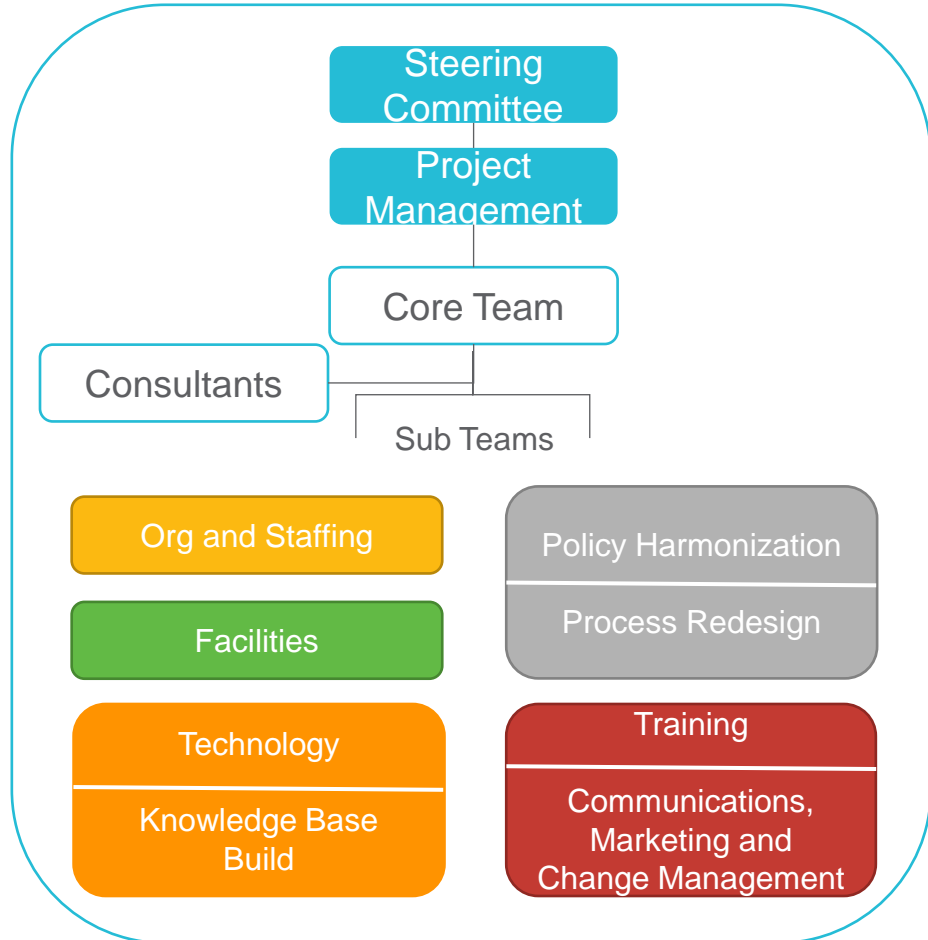 Steering
Committee
Project
Management
Core Team
Consultants
Sub Teams
Org and Staffing
Facilities
Technology
Knowledge Base
Build
Policy Harmonization
Process Redesign
Training
Communications,
Marketing and
Change Management